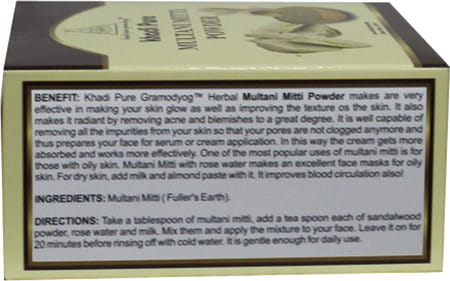 Khadi Pure
MULTANI MITTI
POWDER
BENEFIT: Khadi Pure Gramodyog™ Herbal Multani Mitti Powder makes are very
effective in making your skin glow as well as improving the texture os the skin. It also
makes it radiant by removing acne and blemishes to a great degree. It is well capable of
removing all the impurities from your skin so that your pores are not clogged anymore and
thus prepares your face for serum or cream application. In this way the cream gets more
absorbed and works more effectively. One of the most popular uses of multani mitti is for
those with oily skin. Multani Mitti with rose water makes an excellent face masks for oily
skin. For dry skin, add milk and almond paste with it. It improves blood circulation also!
INGREDIENTS: Multani Mitti ( Fuller's Earth).
DIRECTIONS: Take a tablespoon of multani mitti, add a tea spoon each of sandalwood
powder, rose water and milk. Mix them and apply the mixture to your face. Leave it on for
20 minutes before rinsing off with cold water. It is gentle enough for daily use.